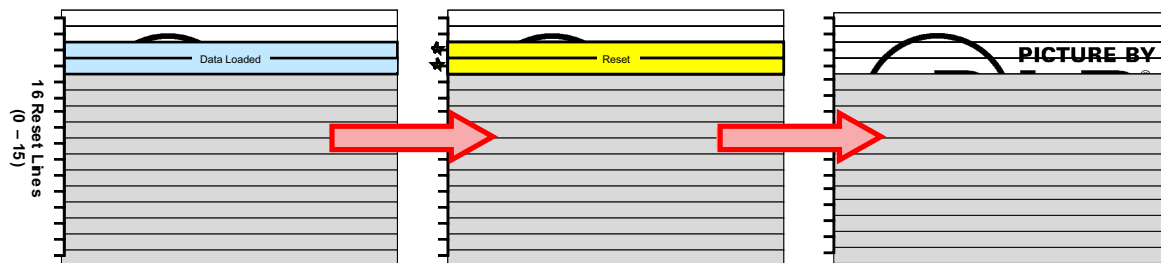 16 Reset Lines
(0 – 15)
Data Loaded
Reset
PICTURE BY
®